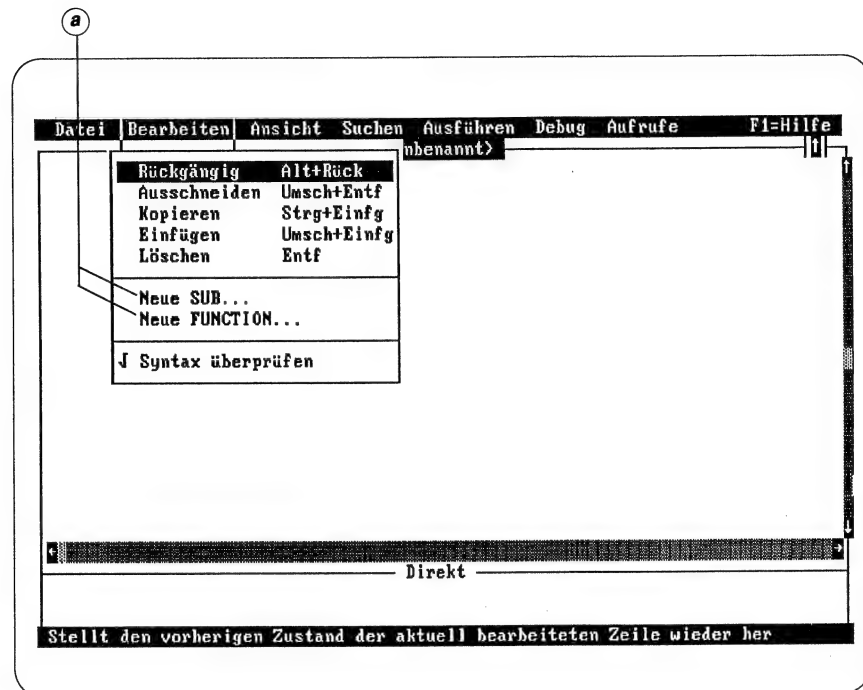 a
Datei Bearbeiten Ansicht Suchen Ausführen Debug Aufrufe F1=Hilfe
nbenannt>
Rückgängig Alt+Rück
Ausschneiden Umsch+Entf
Kopieren Strg+Einfg
Einfügen Umsch+Einfg
Löschen Entf
Neue SUB...
Neue FUNCTION...
√ Syntax überprüfen
Direkt
Stellt den vorherigen Zustand der aktuell bearbeiteten Zeile wieder her